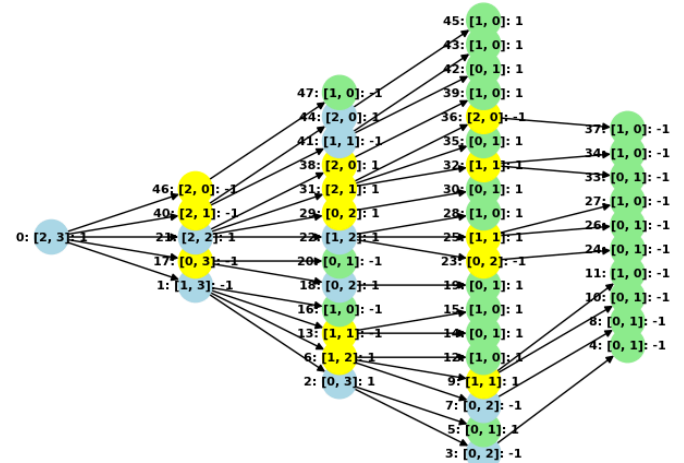 0: [2, 3]: 1
46: [2, 0]: -1
40: [2, 1]: -1
21: [2, 2]: 1
17: [0, 3]: -1
1: [1, 3]: -1
47: [1, 0]: -1
44: [2, 0]: 1
41: [1, 1]: -1
38: [2, 0]: 1
31: [2, 1]: 1
29: [0, 2]: 1
22: [1, 2]: 1
20: [0, 1]: -1
18: [0, 2]: 1
16: [1, 0]: -1
13: [1, 1]: -1
6: [1, 2]: 1
2: [0, 3]: 1
45: [1, 0]: 1
43: [1, 0]: 1
42: [0, 1]: 1
39: [1, 0]: 1
36: [2, 0]: -1
35: [0, 1]: 1
32: [1, 1]: 1
30: [0, 1]: 1
28: [1, 0]: 1
25: [1, 1]: 1
23: [0, 2]: -1
19: [0, 1]: 1
15: [1, 0]: 1
14: [0, 1]: 1
12: [1, 0]: 1
9: [1, 1]: 1
7: [0, 2]: -1
5: [0, 1]: 1
3: [0, 2]: -1
37: [1, 0]: -1
34: [1, 0]: -1
33: [0, 1]: -1
27: [1, 0]: -1
26: [0, 1]: -1
24: [0, 1]: -1
11: [1, 0]: -1
10: [0, 1]: -1
8: [0, 1]: -1
4: [0, 1]: -1